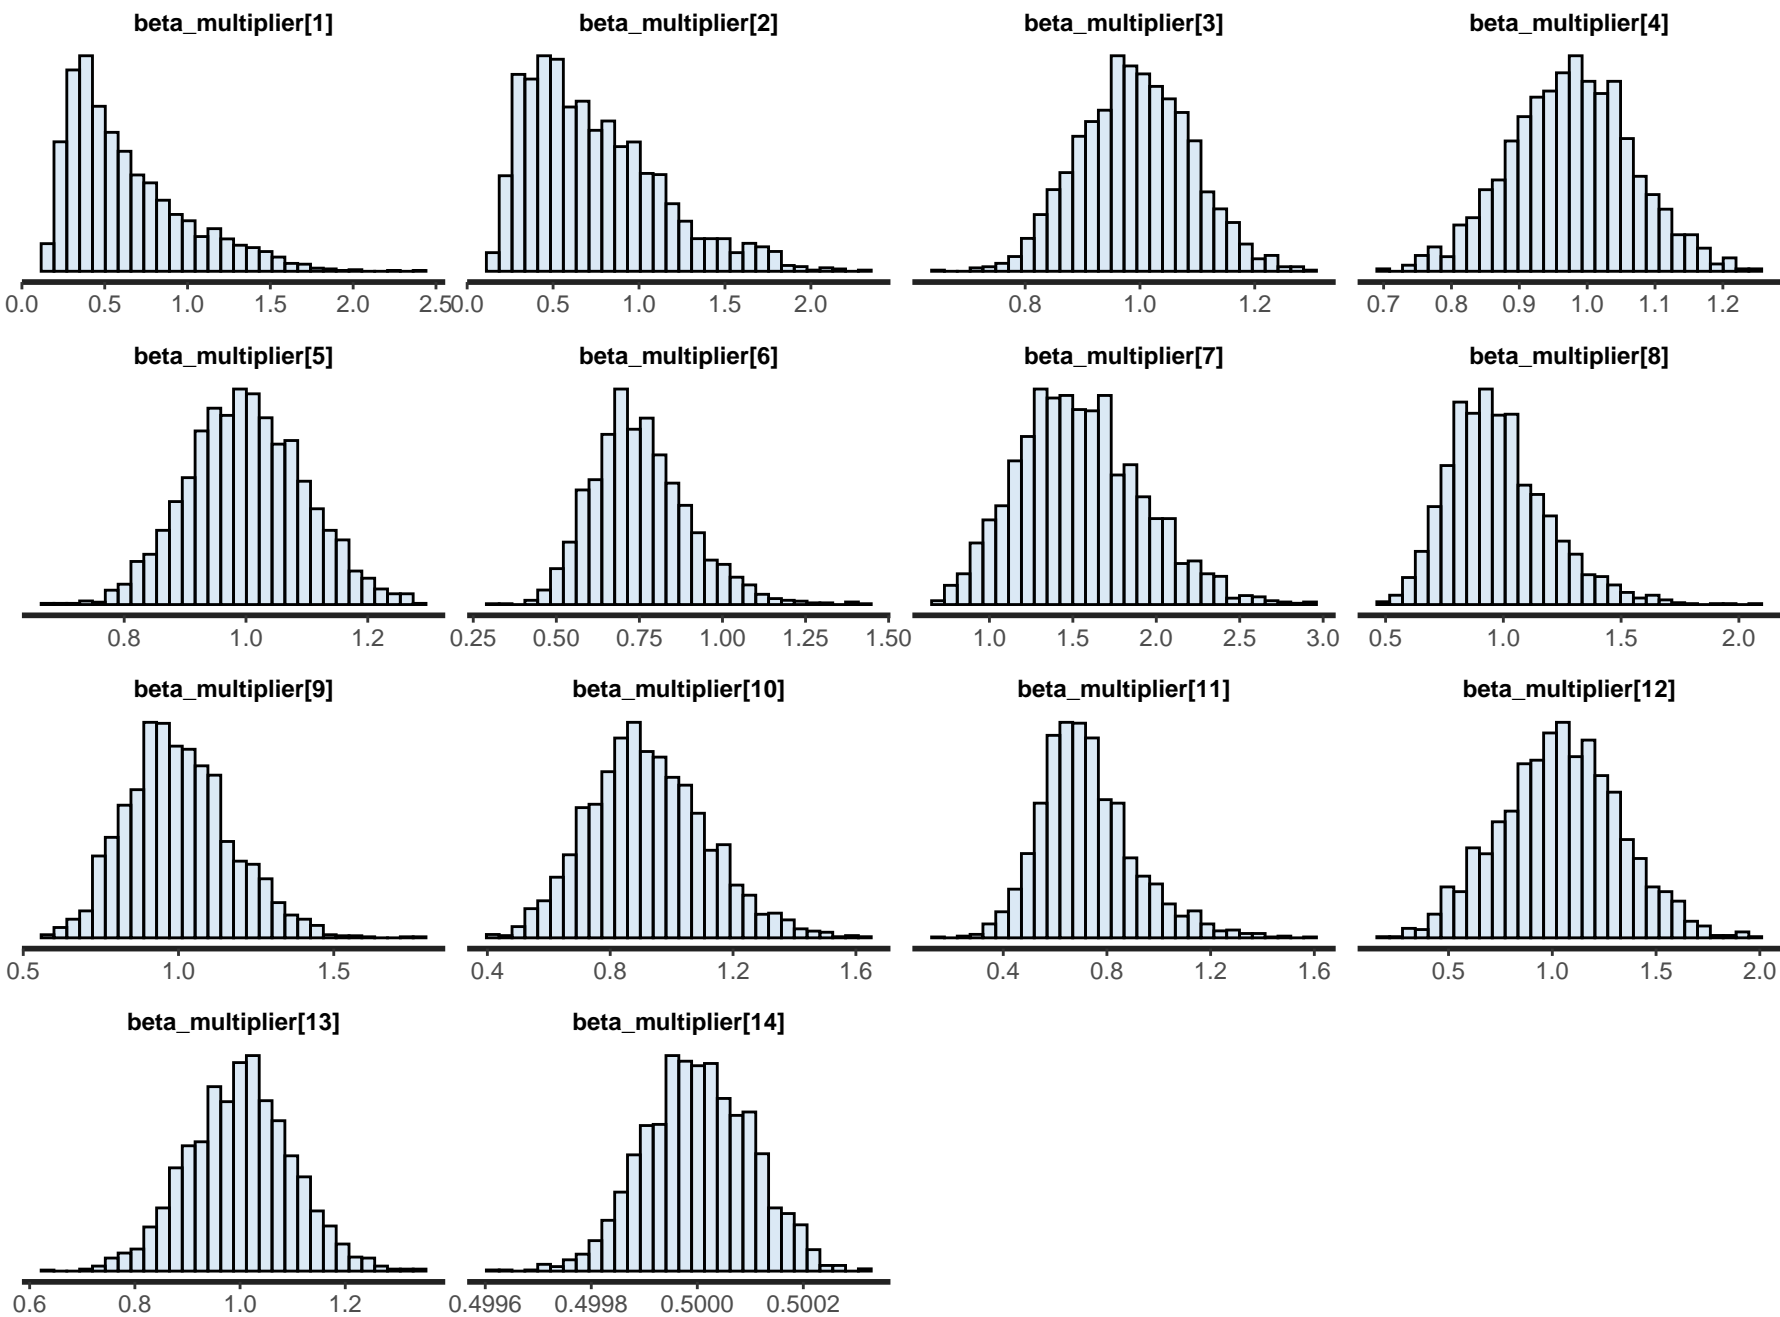 beta_multiplier[1] beta_multiplier[2] beta_multiplier[3] beta_multiplier[4]
0.0 0.5 1.0 1.5 2.0 2.5 0.0 0.5 1.0 1.5 2.0 0.8 1.0 1.2 0.7 0.8 0.9 1.0 1.1 1.2
beta_multiplier[5] beta_multiplier[6] beta_multiplier[7] beta_multiplier[8]
0.8 1.0 1.2 0.25 0.50 0.75 1.00 1.25 1.50 1.0 1.5 2.0 2.5 3.0 0.5 1.0 1.5 2.0
beta_multiplier[9] beta_multiplier[10] beta_multiplier[11] beta_multiplier[12]
0.5 1.0 1.5 0.4 0.8 1.2 1.6 0.4 0.8 1.2 1.6 0.5 1.0 1.5 2.0
beta_multiplier[13] beta_multiplier[14]
0.6 0.8 1.0 1.2 0.4996 0.4998 0.5000 0.5002